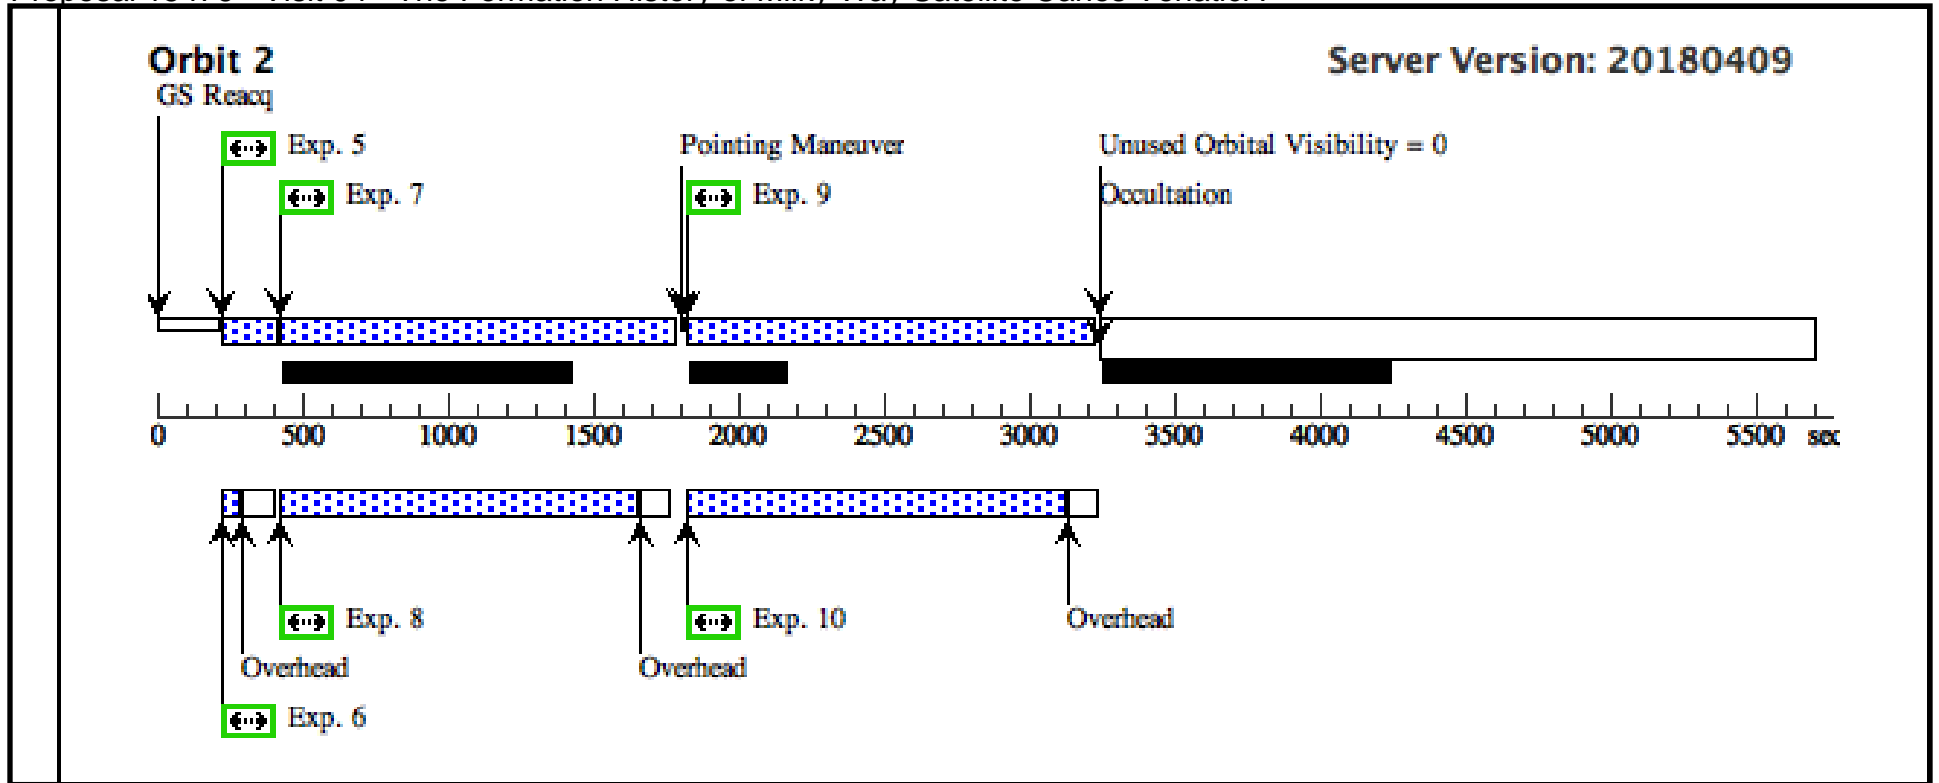 Orbit 2
Server Version: 20180409
GS Reacq
Exp. 5
Pointing Maneuver
Unused Orbital Visibility = 0
Exp. 7
Exp. 9
Occultation
0 500 1000 1500 2000 2500 3000 3500 4000 4500 5000 5500 sec
Exp. 8
Exp. 10
Overhead
Overhead
Overhead
Exp. 6